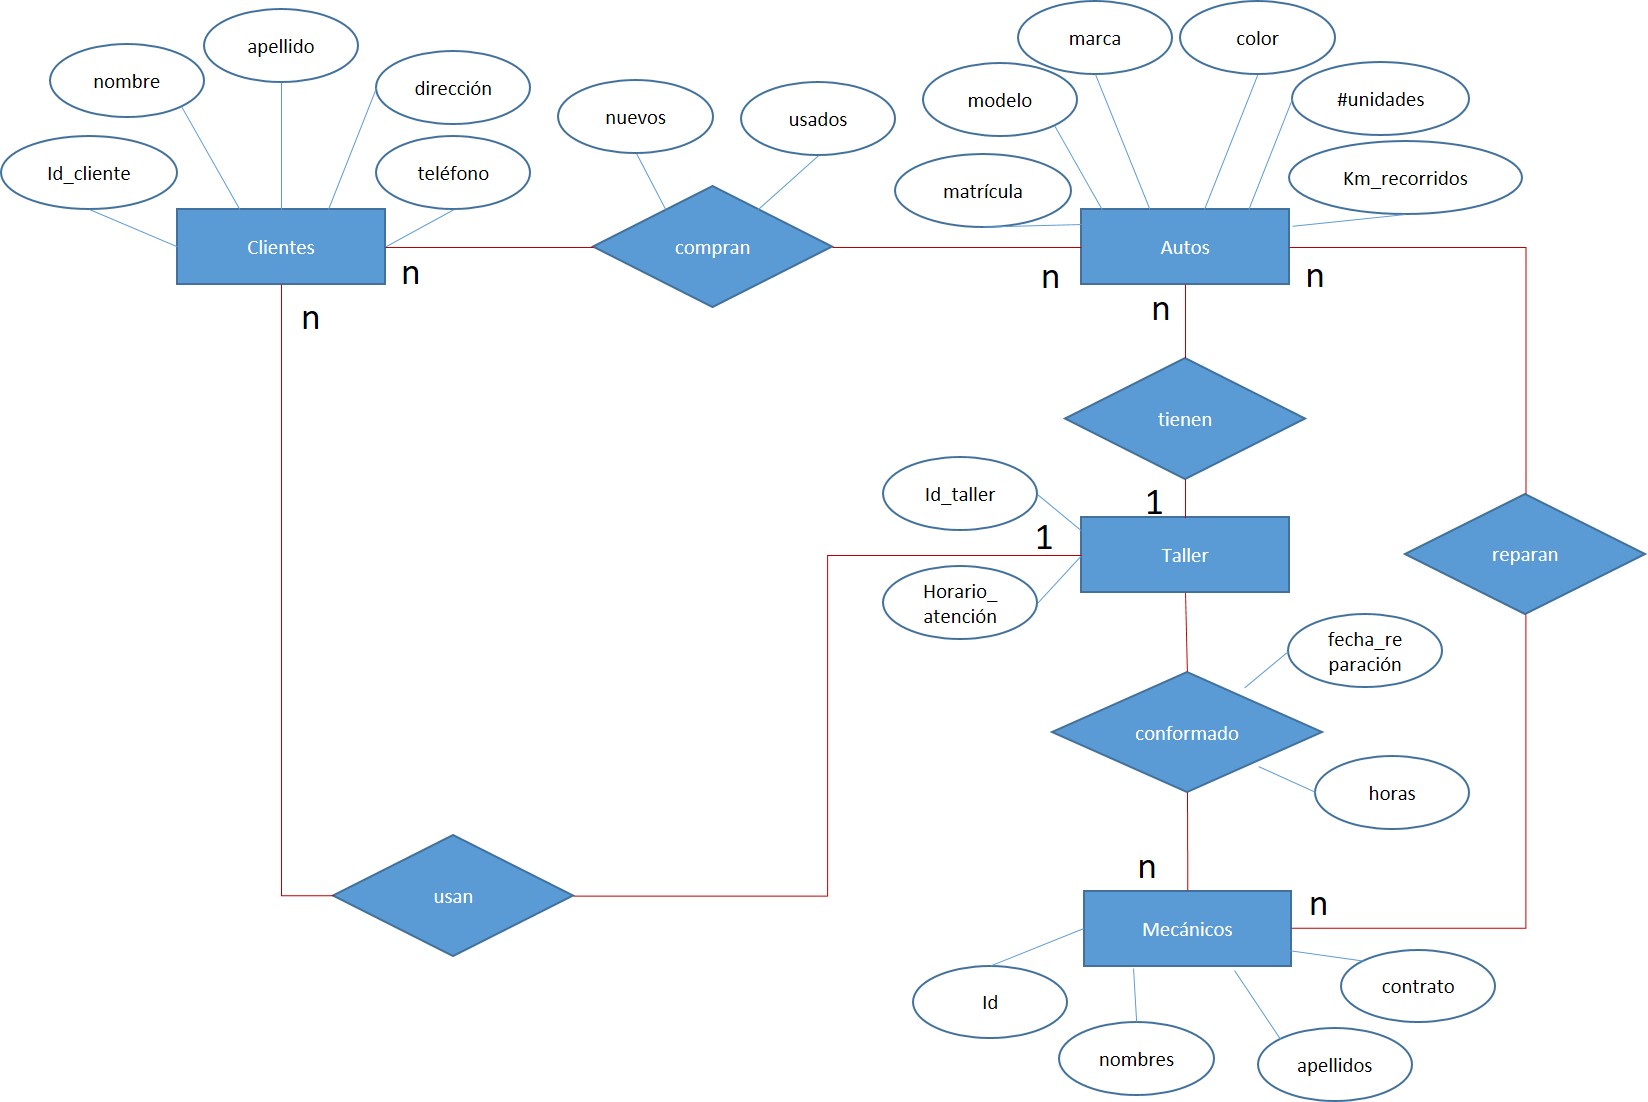 apellido
nombre
dirección
Id_cliente
teléfono
nuevos
usados
marca
color
modelo
#unidades
matrícula
Km_recorridos
Clientes
compran
Autos
n
n
n
n
n
tienen
Id_taller
1
1
Taller
reparan
Horario_
atención
fecha_re
paración
conformado
horas
n
usan
n
Mecánicos
Id
contrato
nombres
apellidos